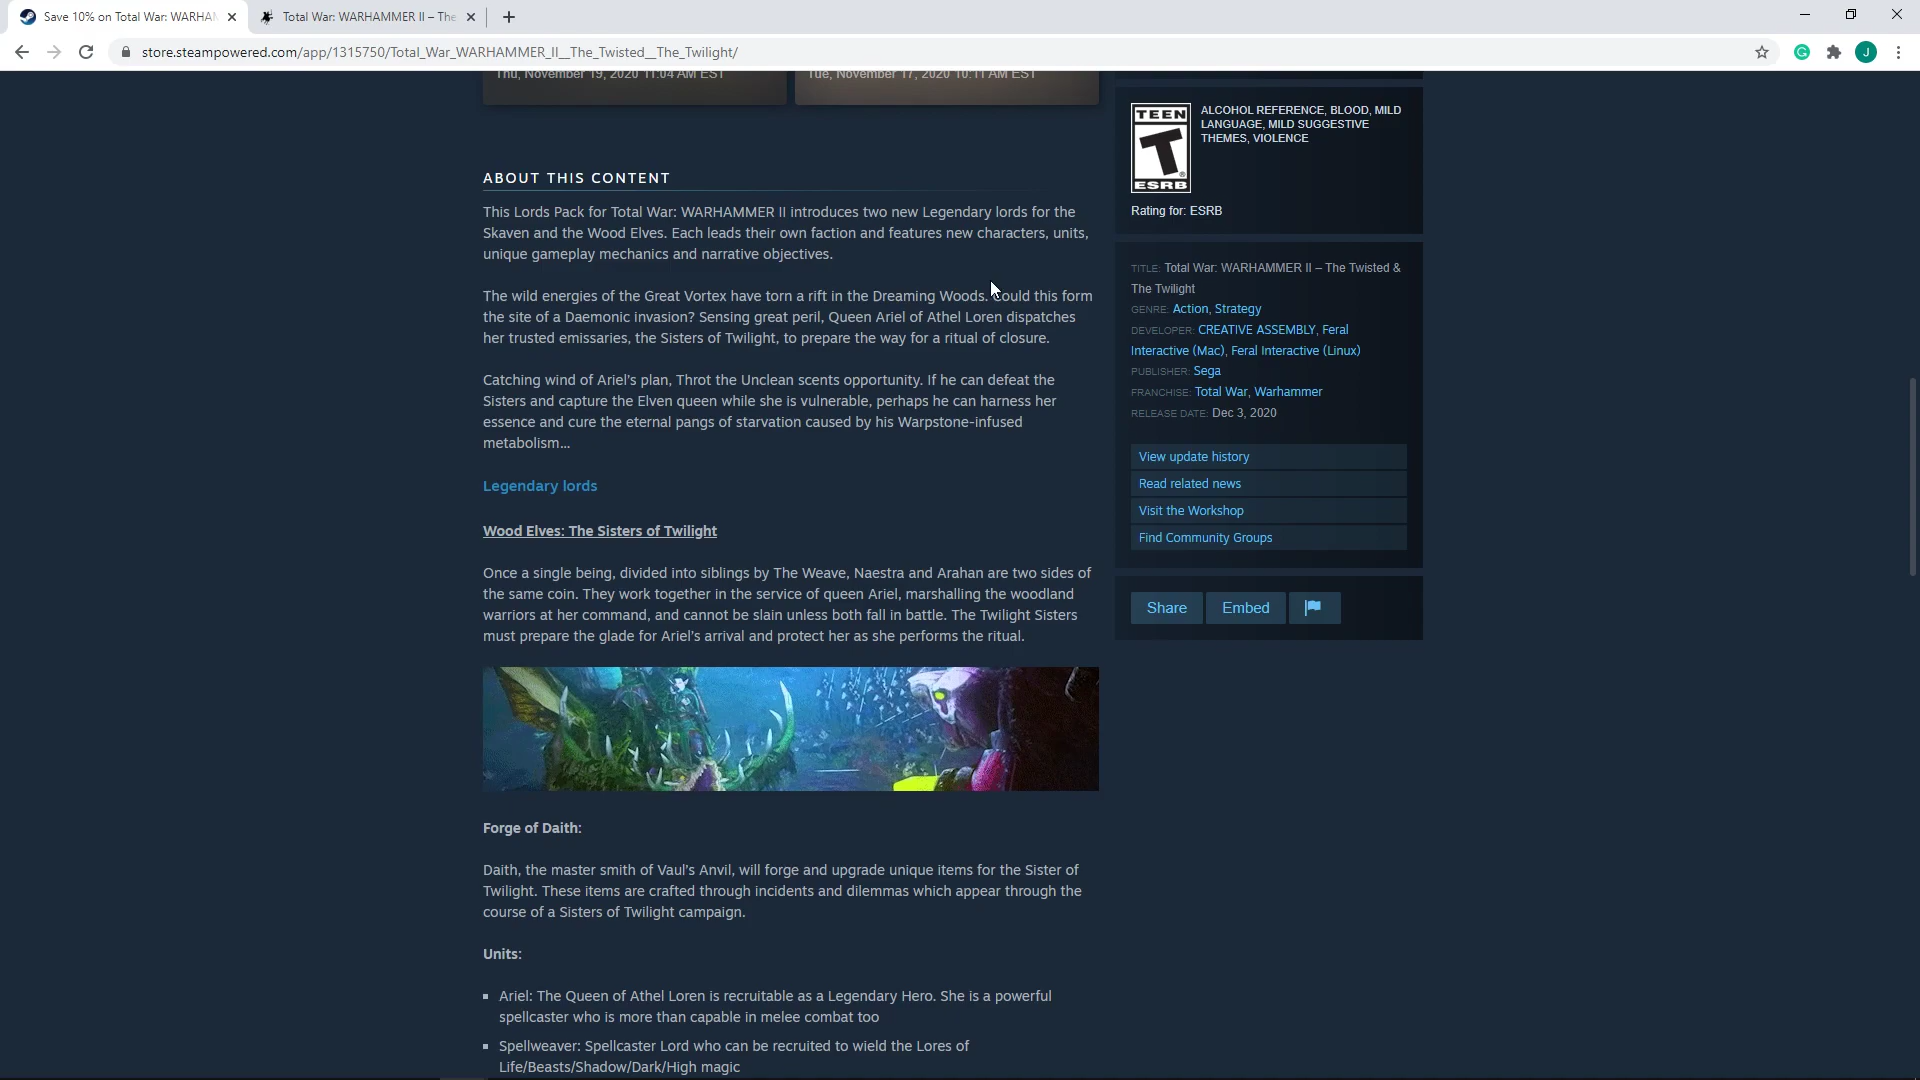 Save 10% on Total War: WARHAM
Total War: WARHAMMER II – The
store.steampowered.com/app/1315750/Total_War_WARHAMMER_II__The_Twisted__The_Twilight/
J
Thu, November 19, 2020 11:04 AM EST
Tue, November 17, 2020 10:11 AM EST
ABOUT THIS CONTENT
This Lords Pack for Total War: WARHAMMER II introduces two new Legendary lords for the
Skaven and the Wood Elves. Each leads their own faction and features new characters, units,
unique gameplay mechanics and narrative objectives.
The wild energies of the Great Vortex have torn a rift in the Dreaming Woods. Could this form
the site of a Daemonic invasion? Sensing great peril, Queen Ariel of Athel Loren dispatches
her trusted emissaries, the Sisters of Twilight, to prepare the way for a ritual of closure.
Catching wind of Ariel's plan, Throt the Unclean scents opportunity. If he can defeat the
Sisters and capture the Elven queen while she is vulnerable, perhaps he can harness her
essence and cure the eternal pangs of starvation caused by his Warpstone-infused
metabolism...
Legendary lords
Wood Elves: The Sisters of Twilight
Once a single being, divided into siblings by The Weave, Naestra and Arahan are two sides of
the same coin. They work together in the service of queen Ariel, marshalling the woodland
warriors at her command, and cannot be slain unless both fall in battle. The Twilight Sisters
must prepare the glade for Ariel's arrival and protect her as she performs the ritual.
Forge of Daith:
Daith, the master smith of Vaul's Anvil, will forge and upgrade unique items for the Sister of
Twilight. These items are crafted through incidents and dilemmas which appear through the
course of a Sisters of Twilight campaign.
Units:
Ariel: The Queen of Athel Loren is recruitable as a Legendary Hero. She is a powerful
spellcaster who is more than capable in melee combat too
Spellweaver: Spellcaster Lord who can be recruited to wield the Lores of
Life/Beasts/Shadow/Dark/High magic
TEEN
T
ESRB
ALCOHOL REFERENCE, BLOOD, MILD
LANGUAGE, MILD SUGGESTIVE
THEMES, VIOLENCE
Rating for: ESRB
TITLE: Total War: WARHAMMER II – The Twisted &
The Twilight
GENRE: Action, Strategy
DEVELOPER: CREATIVE ASSEMBLY, Feral
Interactive (Mac), Feral Interactive (Linux)
PUBLISHER: Sega
FRANCHISE: Total War, Warhammer
RELEASE DATE: Dec 3, 2020
View update history
Read related news
Visit the Workshop
Find Community Groups
Share
Embed